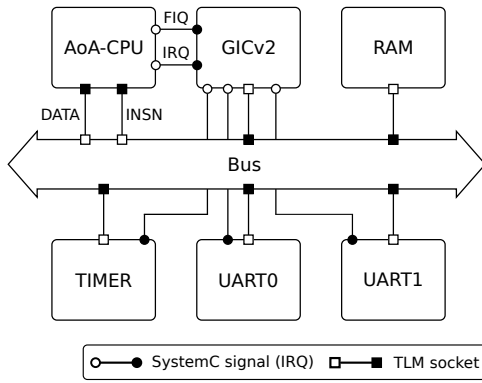 FIQ
AoA-CPU
GICv2
RAM
IRQ
DATA
INSN
Bus
TIMER
UART0
UART1
SystemC signal (IRQ)
TLM socket